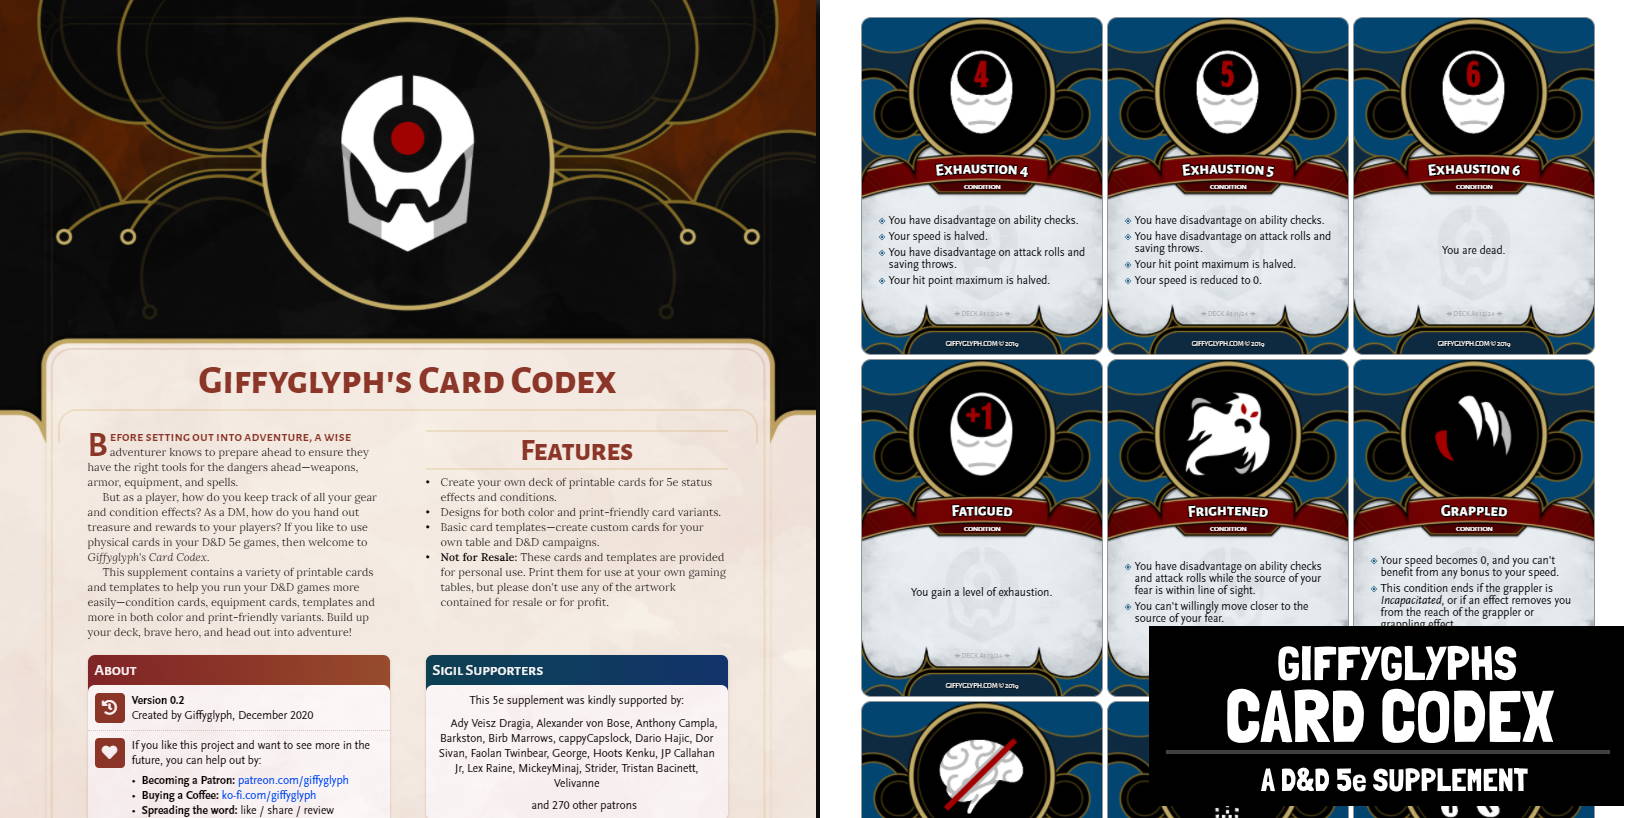 GIFFYGLYPH'S CARD CODEX
BEFORE SETTING OUT INTO ADVENTURE, A WISE
adventurer knows to prepare ahead to ensure they
have the right tools for the dangers ahead—weapons,
armor, equipment, and spells.
But as a player, how do you keep track of all your gear
and condition effects? As a DM, how do you hand out
treasure and rewards to your players? If you like to use
physical cards in your D&D 5e games, then welcome to
Giffyglyph's Card Codex.
This supplement contains a variety of printable cards
and templates to help you run your D&D games more
easily—condition cards, equipment cards, templates and
more in both color and print-friendly variants. Build up
your deck, brave hero, and head out into adventure!
FEATURES
• Create your own deck of printable cards for 5e status
effects and conditions.
• Designs for both color and print-friendly card variants.
• Basic card templates—create custom cards for your
own table and D&D campaigns.
• Not for Resale: These cards and templates are provided
for personal use. Print them for use at your own gaming
tables, but please don't use any of the artwork
contained for resale or for profit.
ABOUT
Version 0.2
Created by Giffyglyph, December 2020
If you like this project and want to see more in the
future, you can help out by:
• Becoming a Patron: patreon.com/giffyglyph
• Buying a Coffee: ko-fi.com/giffyglyph
• Spreading the word: like / share / review
SIGIL SUPPORTERS
This 5e supplement was kindly supported by:
Ady Veisz Dragia, Alexander von Bose, Anthony Campla,
Barkston, Birb Marrows, cappyCapslock, Dario Hajic, Dor
Sivan, Faolan Twinbear, George, Hoots Kenku, JP Callahan
Jr, Lex Raine, MickeyMinaj, Strider, Tristan Bacinett,
Velivanne
and 270 other patrons
4
EXHAUSTION 4
CONDITION
You have disadvantage on ability checks.
Your speed is halved.
You have disadvantage on attack rolls and
saving throws.
Your hit point maximum is halved.
GIFFYGLYPH.COM © 2019
5
EXHAUSTION 5
CONDITION
You have disadvantage on ability checks.
You have disadvantage on attack rolls and
saving throws.
Your hit point maximum is halved.
Your speed is reduced to 0.
GIFFYGLYPH.COM © 2019
6
EXHAUSTION 6
CONDITION
You are dead.
GIFFYGLYPH.COM © 2019
+1
FATIGUED
CONDITION
You gain a level of exhaustion.
GIFFYGLYPH.COM © 2019
FRIGHTENED
CONDITION
You have disadvantage on ability checks
and attack rolls while the source of your
fear is within line of sight.
You can't willingly move closer to the
source of your fear.
GRAPPLED
CONDITION
Your speed becomes 0, and you can't
benefit from any bonus to your speed.
This condition ends if the grappler is
Incapacitated, or if an effect removes you
from the reach of the grappler or
grappling effect.
GIFFYGLYPHS
CARD CODEX
A D&D 5e SUPPLEMENT